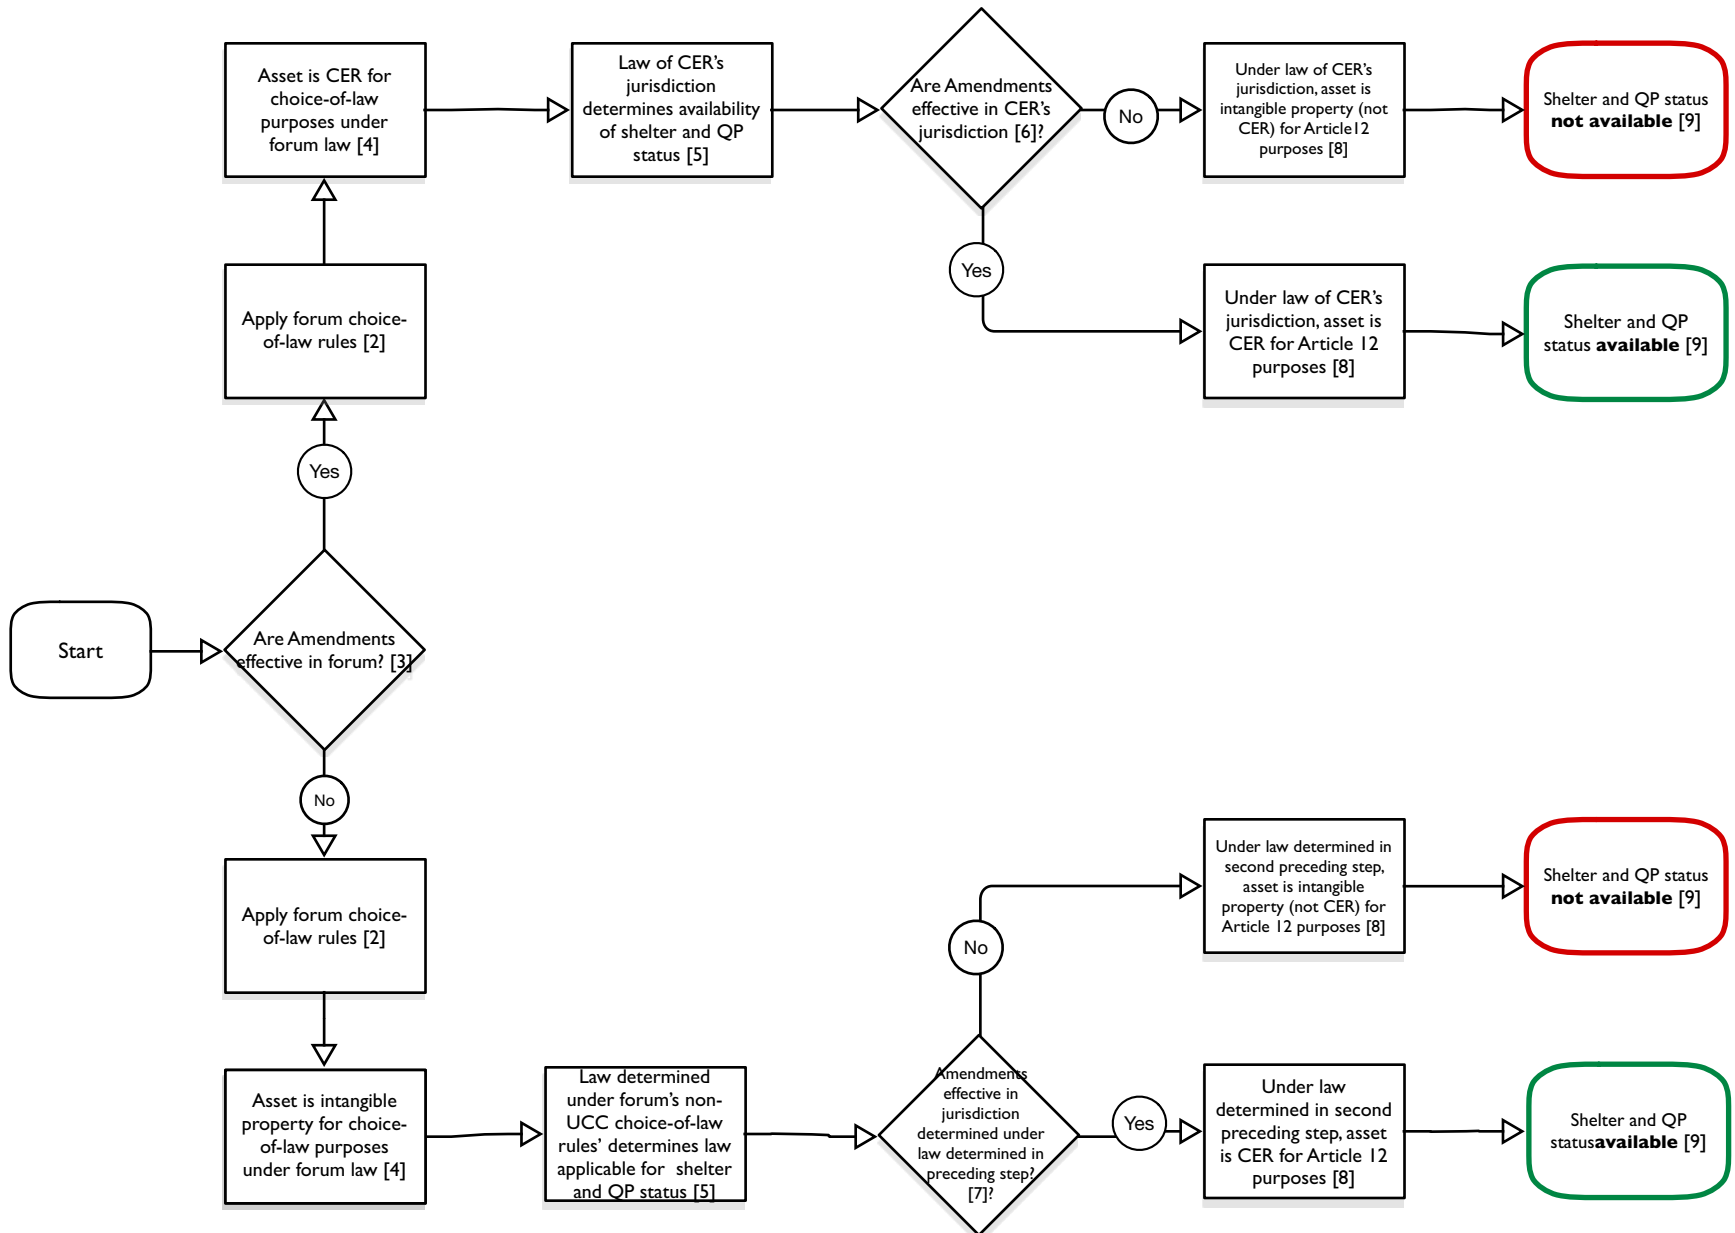 Asset is CER for
choice-of-law
purposes under
forum law [4]
Law of CER’s
jurisdiction
determines availability
of shelter and QP
status [5]
Are Amendments
effective in CER’s
jurisdiction [6]?
No
Under law of CER’s
jurisdiction, asset is
intangible property (not
CER) for Article12
purposes [8]
Shelter and QP status
not available [9]
Yes
Under law of CER’s
jurisdiction, asset is
CER for Article 12
purposes [8]
Shelter and QP
status available [9]
Apply forum choice-
of-law rules [2]
Yes
Start
Are Amendments
effective in forum? [3]
No
Apply forum choice-
of-law rules [2]
Asset is intangible
property for choice-
of-law purposes
under forum law [4]
Law determined
under forum’s non-
UCC choice-of-law
rules’ determines law
applicable for shelter
and QP status [5]
Amendments
effective in
jurisdiction
determined under
law determined in
preceding step?
[7]?
No
Under law determined in
second preceding step,
asset is intangible
property (not CER) for
Article 12 purposes [8]
Shelter and QP status
not available [9]
Yes
Under law
determined in second
preceding step, asset
is CER for Article 12
purposes [8]
Shelter and QP
statusavailable [9]